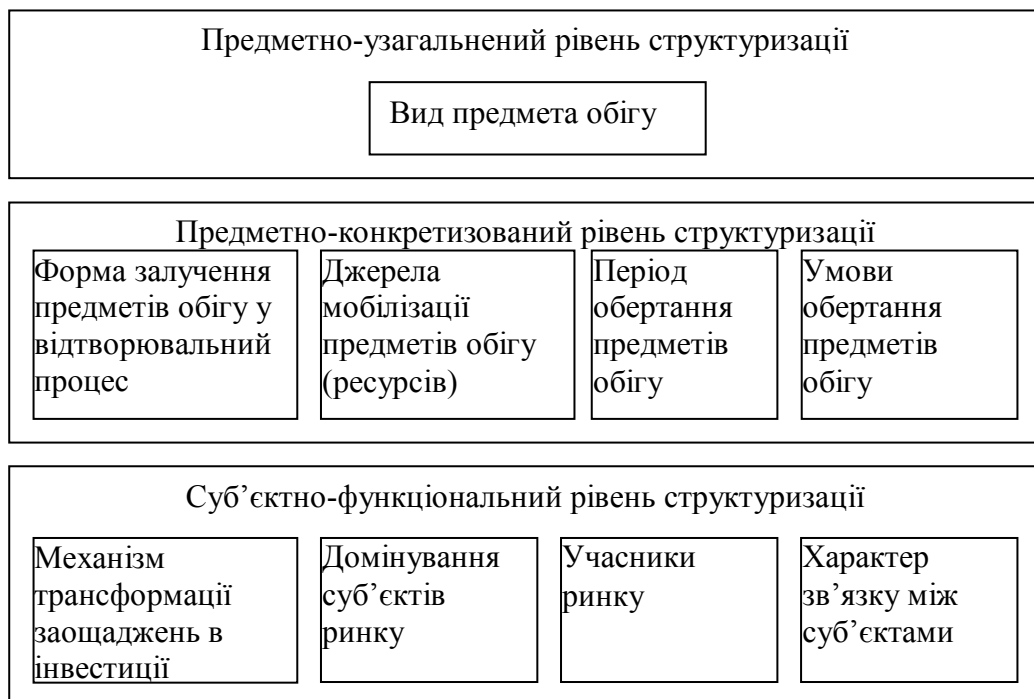 Предметно-узагальнений рівень структуризації
Вид предмета обігу
Предметно-конкретизований рівень структуризації
Форма залучення
предметів обігу у
відтворювальний
процес
Джерела
мобілізації
предметів обігу
(ресурсів)
Період
обертання
предметів
обігу
Умови
обертання
предметів
обігу
Суб’єктно-функціональний рівень структуризації
Механізм
трансформації
заощаджень в
інвестиції
Домінування
суб’єктів
ринку
Учасники
ринку
Характер
зв’язку між
суб’єктами